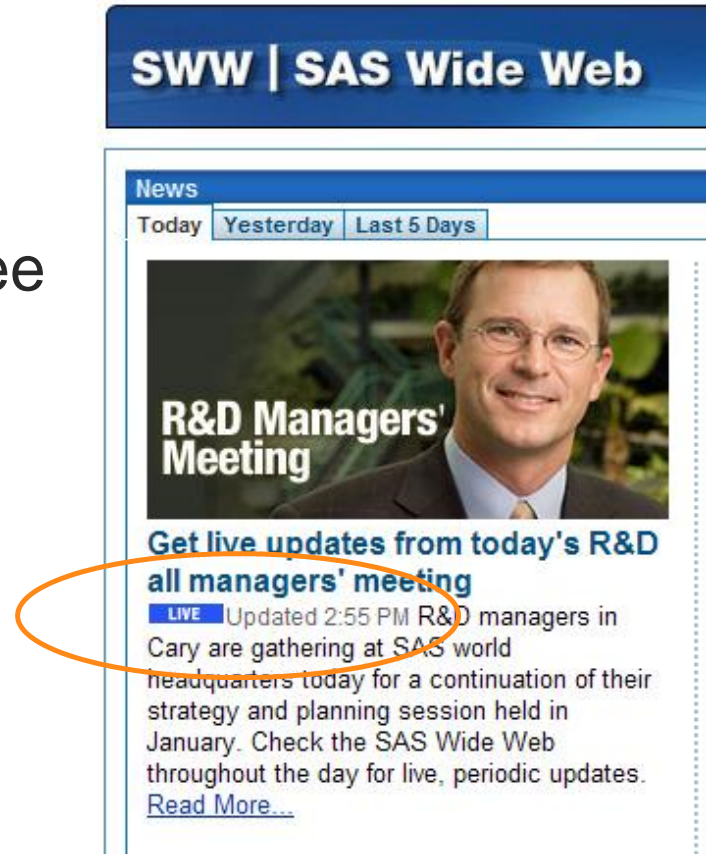 SWW | SAS Wide Web
News
Today Yesterday Last 5 Days
ee
R&D Managers'
Meeting
Get live updates from today's R&D
all managers' meeting
LIVE Updated 2:55 PM R&D managers in
Cary are gathering at SAS world
headquarters today for a continuation of their
strategy and planning session held in
January. Check the SAS Wide Web
throughout the day for live, periodic updates.
Read More...